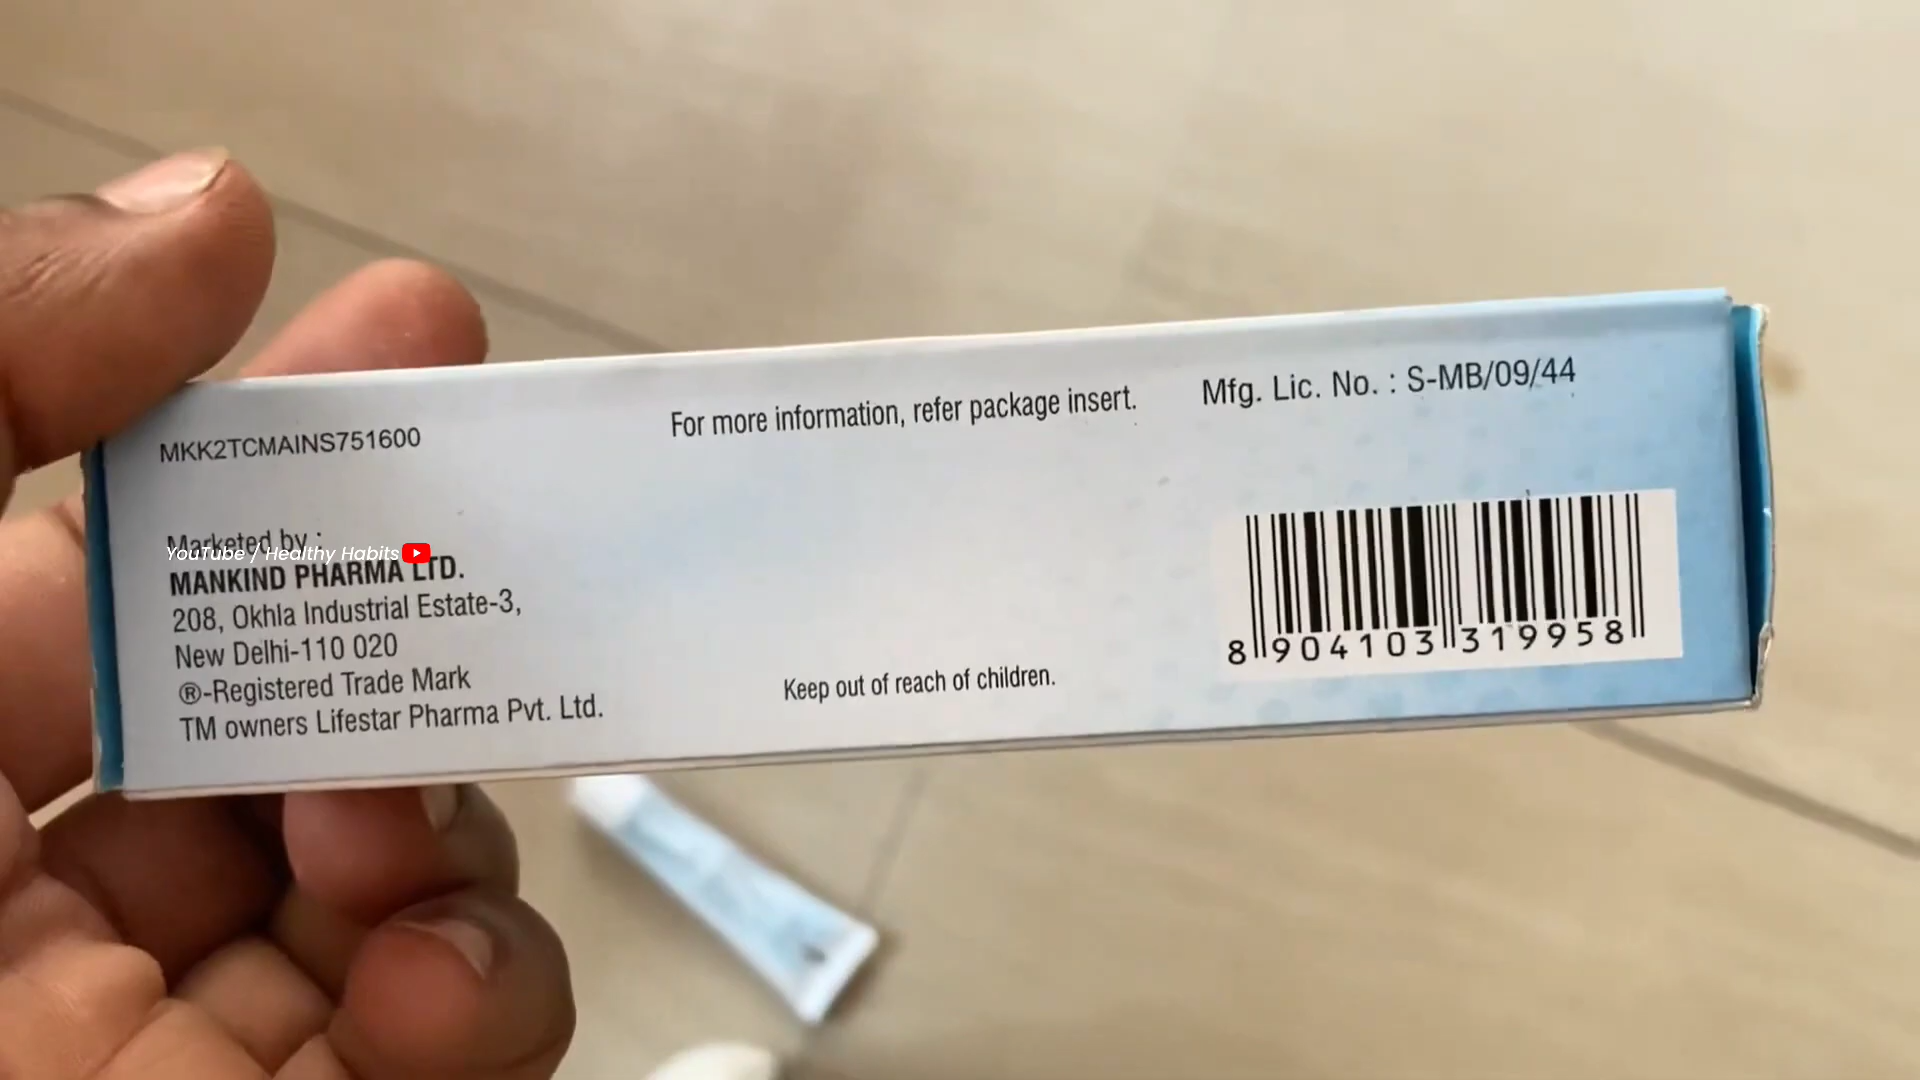 MKK2TCMAINS751600
For more information, refer package insert.
Mfg. Lic. No. : S-MB/09/44
Marketed by :
YouTube / Healthy Habits
MANKIND PHARMA LTD.
208, Okhla Industrial Estate-3,
New Delhi-110 020
®-Registered Trade Mark
TM owners Lifestar Pharma Pvt. Ltd.
Keep out of reach of children.
8 904103 319958